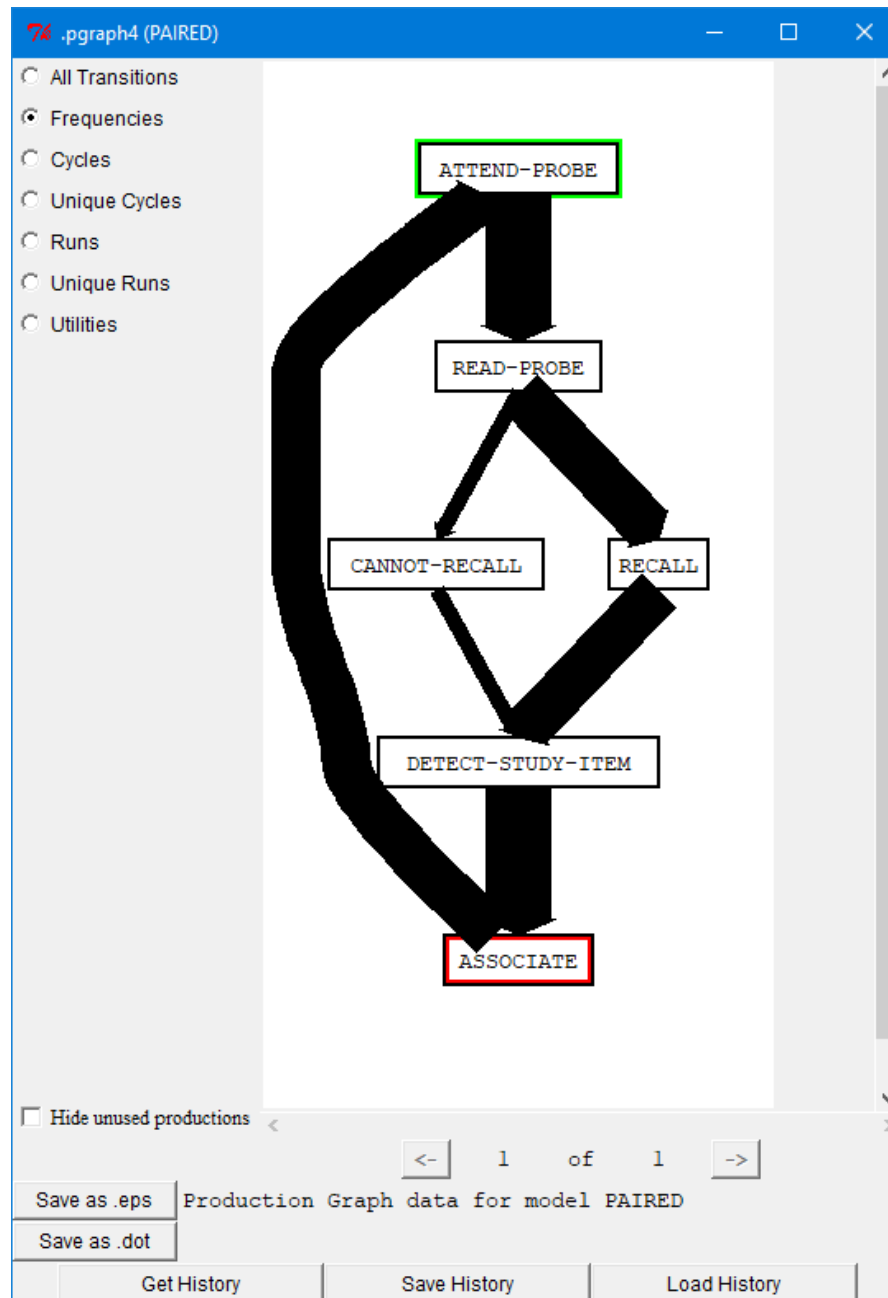 .pgraph4 (PAIRED)
All Transitions
Frequencies
Cycles
Unique Cycles
Runs
Unique Runs
Utilities
ATTEND-PROBE
READ-PROBE
CANNOT-RECALL RECALL
DETECT-STUDY-ITEM
ASSOCIATE
Hide unused productions
<- 1 of 1 ->
Save as .eps Production Graph data for model PAIRED
Save as .dot
Get History Save History Load History